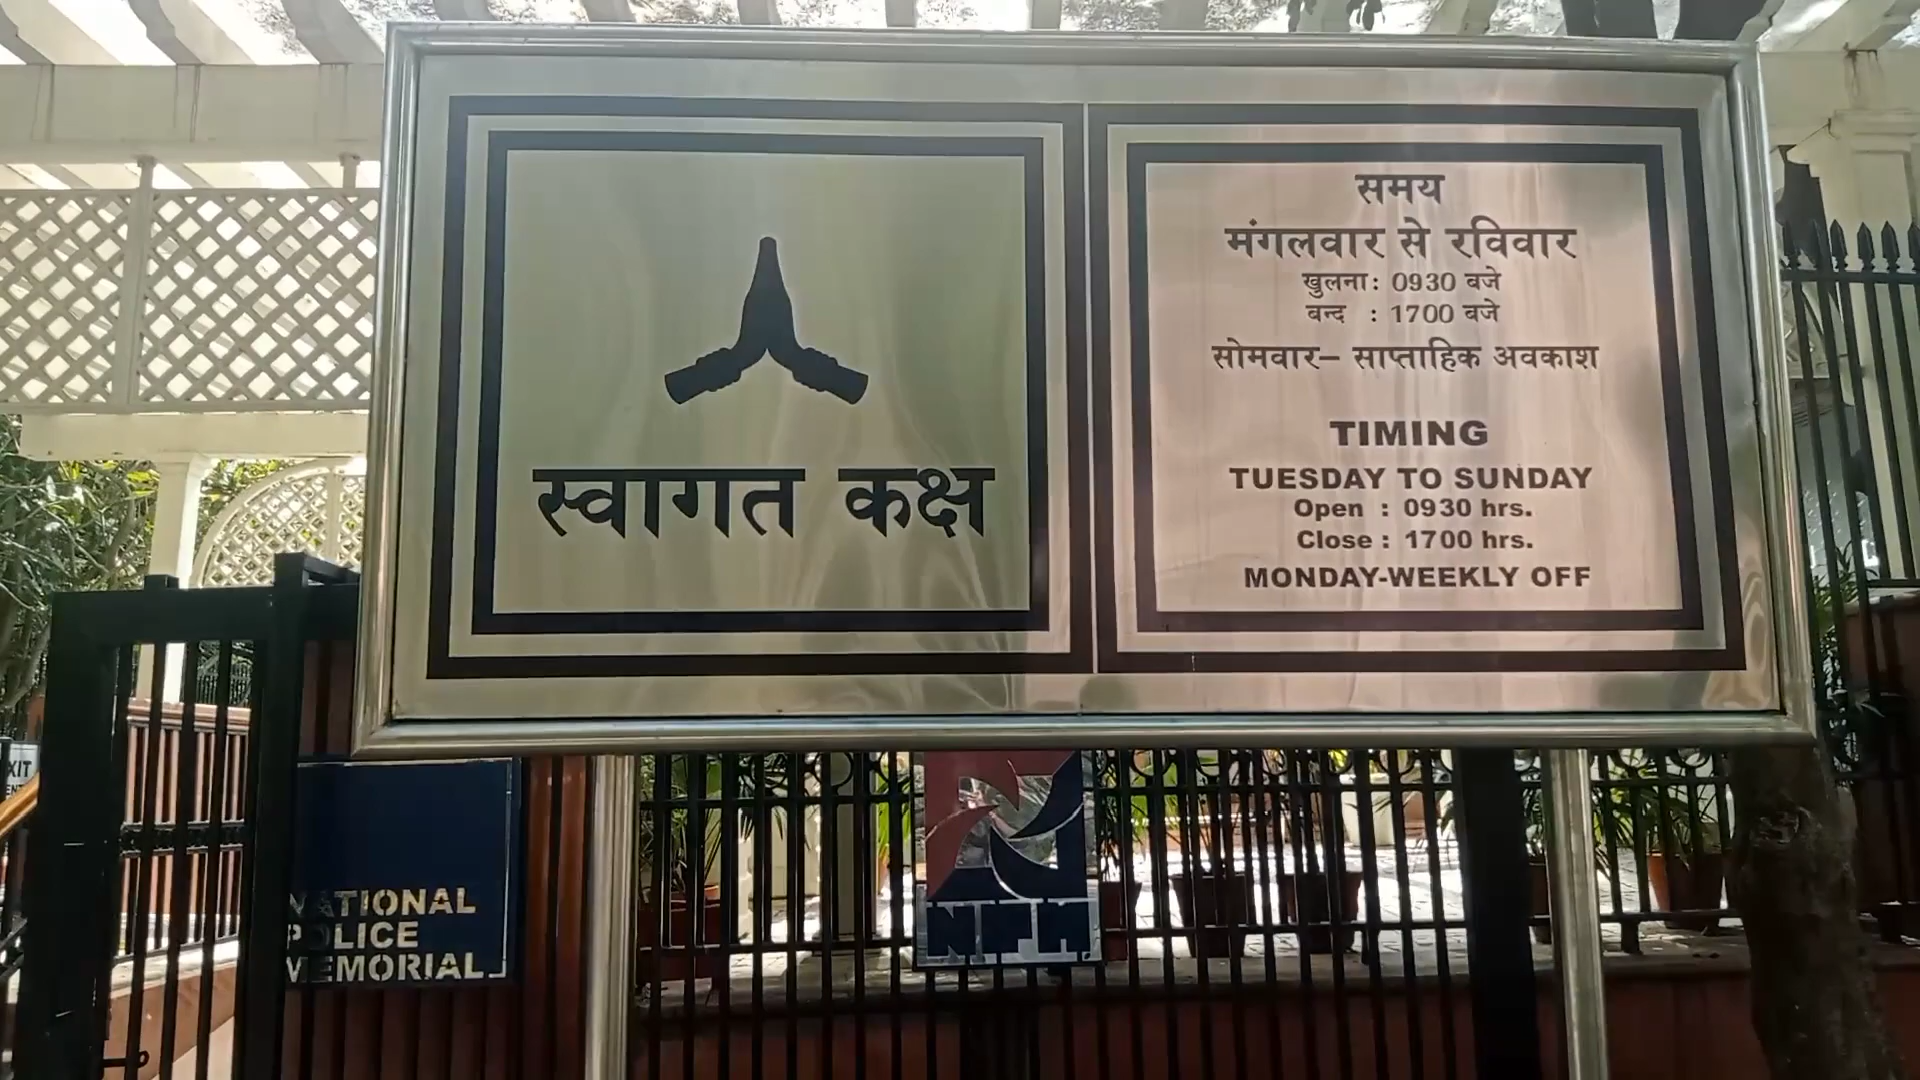 स्वागत कक्ष
समय
मंगलवार से रविवार
खुलना: 0930 बजे
बन्द : 1700 बजे
सोमवार– साप्ताहिक अवकाश
TIMING
TUESDAY TO SUNDAY
Open : 0930 hrs.
Close : 1700 hrs.
MONDAY-WEEKLY OFF
NATIONAL
POLICE
MEMORIAL
NPM